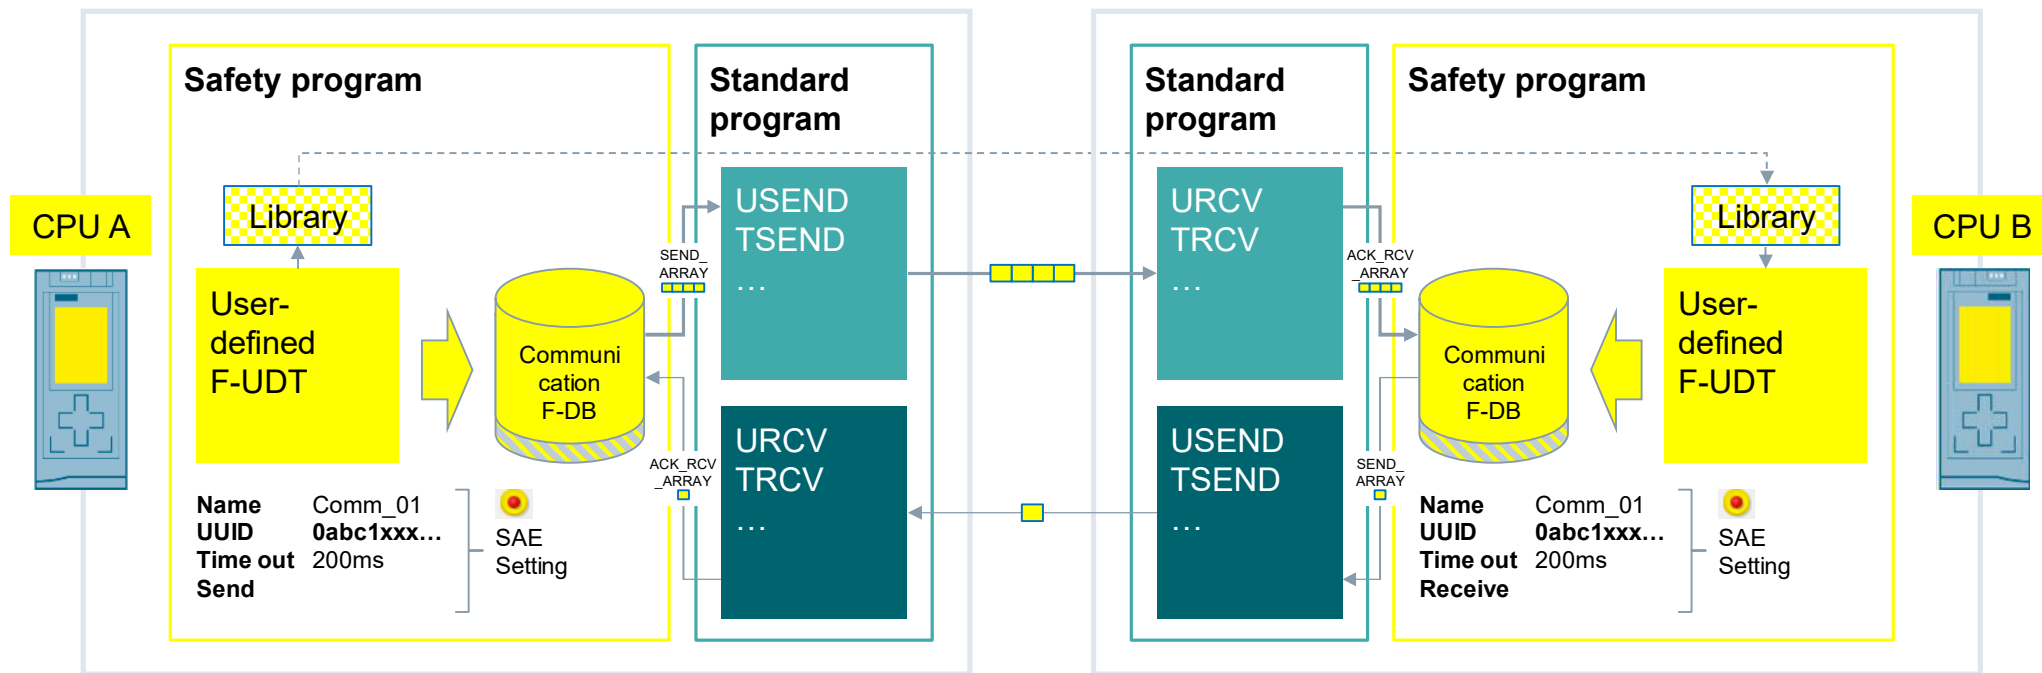 CPU A
Safety program
Library
User-
defined
F-UDT
Communi
cation
F-DB
Name Comm_01
UUID 0abc1xxx...
Time out 200ms
Send
SAE
Setting
SEND_
ARRAY
ACK_RCV
_ARRAY
Standard
program
USEND
TSEND
...
URCV
TRCV
...
Standard
program
URCV
TRCV
...
USEND
TSEND
...
ACK_RCV
_ARRAY
SEND_
ARRAY
Safety program
Library
Communi
cation
F-DB
User-
defined
F-UDT
Name Comm_01
UUID 0abc1xxx...
Time out 200ms
Receive
SAE
Setting
CPU B